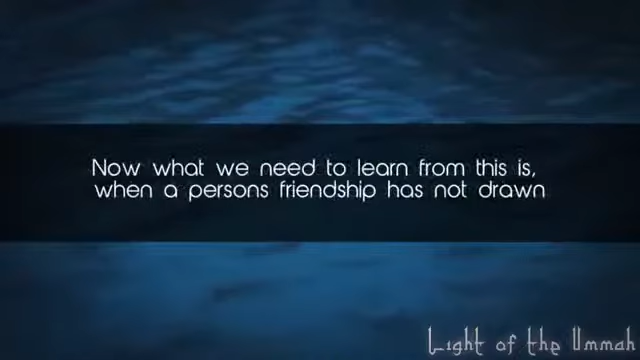 Now what we need to learn from this is,
when a persons friendship has not drawn
Light of the Ummah